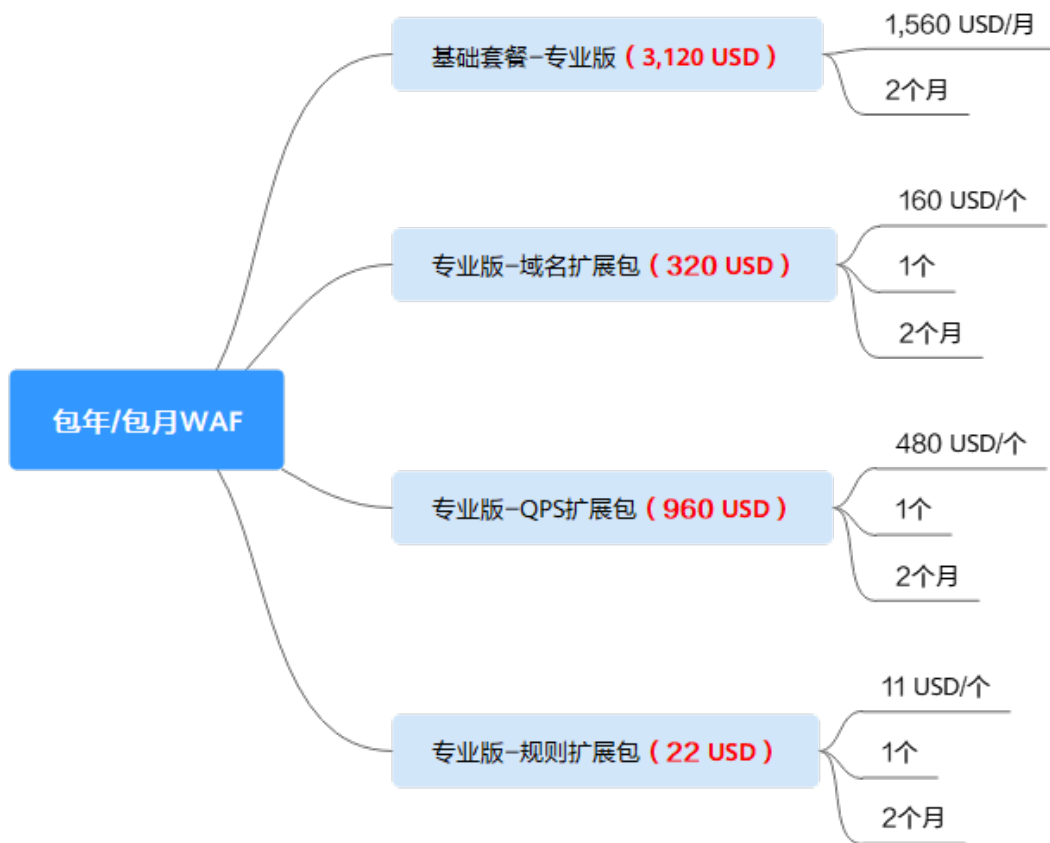 包年/包月WAF
基础套餐-专业版（3,120 USD）
1,560 USD/月
2个月
专业版-域名扩展包（320 USD）
160 USD/个
1个
2个月
专业版-QPS扩展包（960 USD）
480 USD/个
1个
2个月
专业版-规则扩展包（22 USD）
11 USD/个
1个
2个月